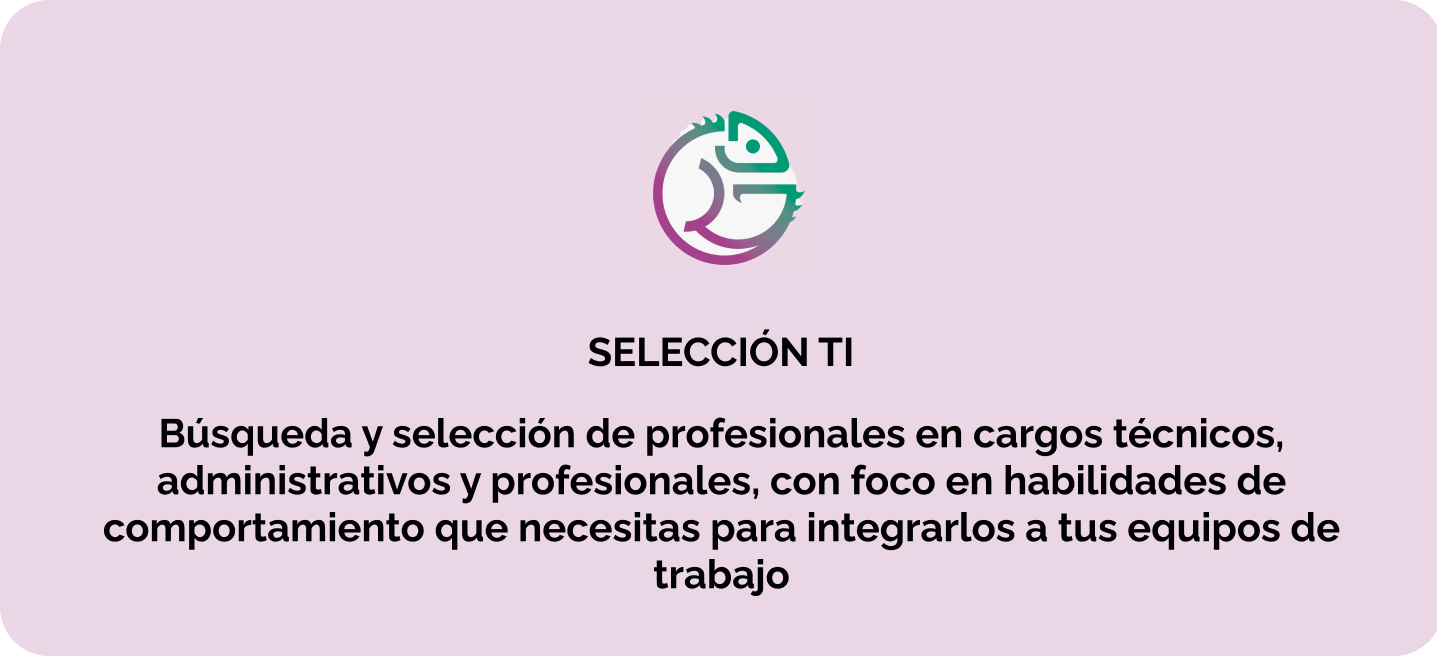 SELECCIÓN TI
Búsqueda y selección de profesionales en cargos técnicos,
administrativos y profesionales, con foco en habilidades de
comportamiento que necesitas para integrarlos a tus equipos de
trabajo